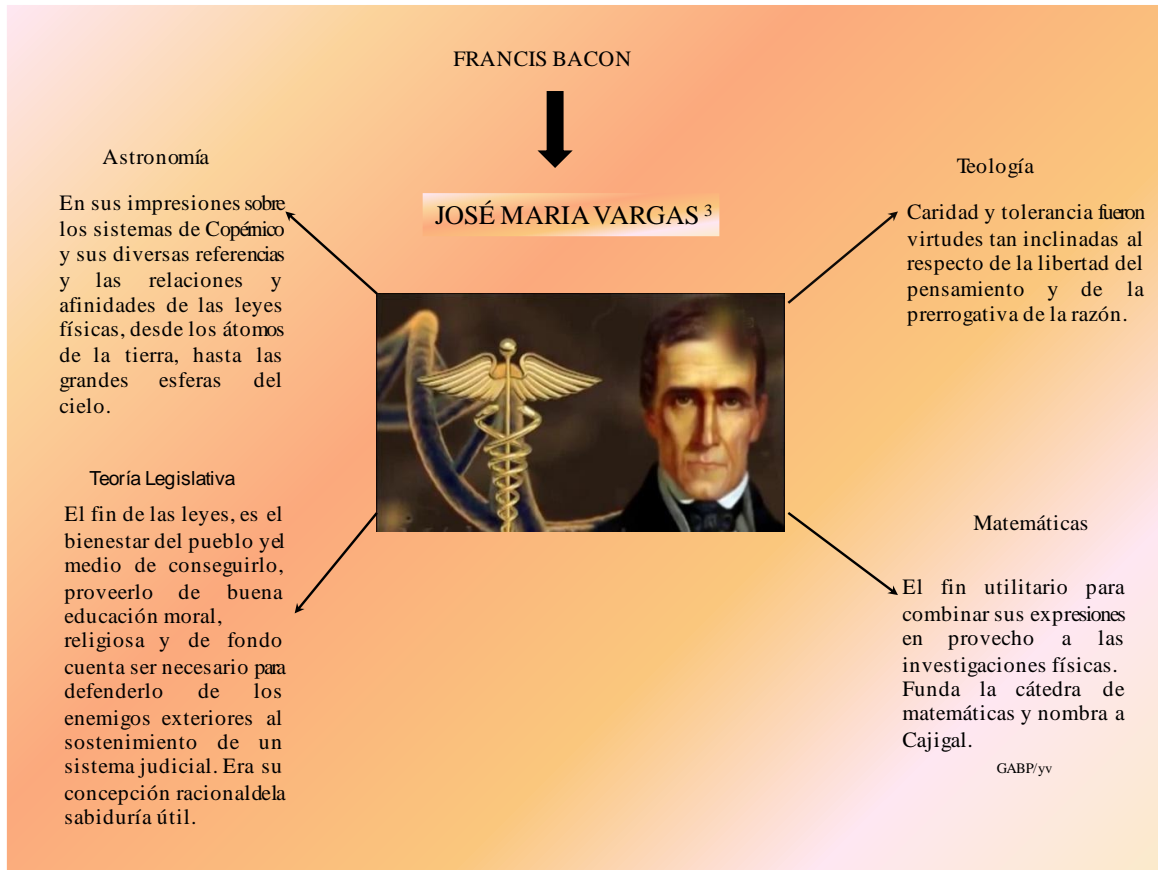 FRANCIS BACON
JOSÉ MARIA VARGAS 3
Astronomía
En sus impresiones sobre
los sistemas de Copérnico
y sus diversas referencias
y las relaciones y
afinidades de las leyes
físicas, desde los átomos
de la tierra, hasta las
grandes esferas del
cielo.
Teoría Legislativa
El fin de las leyes, es el
bienestar del pueblo y el
medio de conseguirlo,
proveerlo de buena
educación moral,
religiosa y de fondo
cuenta ser necesario para
defenderlo de los
enemigos exteriores al
sostenimiento de un
sistema judicial. Era su
concepción racional de la
sabiduría útil.
Teología
Caridad y tolerancia fueron
virtudes tan inclinadas al
respecto de la libertad del
pensamiento y de la
prerrogativa de la razón.
Matemáticas
El fin utilitario para
combinar sus expresiones
en provecho a las
investigaciones físicas.
Funda la cátedra de
matemáticas y nombra a
Cajigal.
GABP/yv